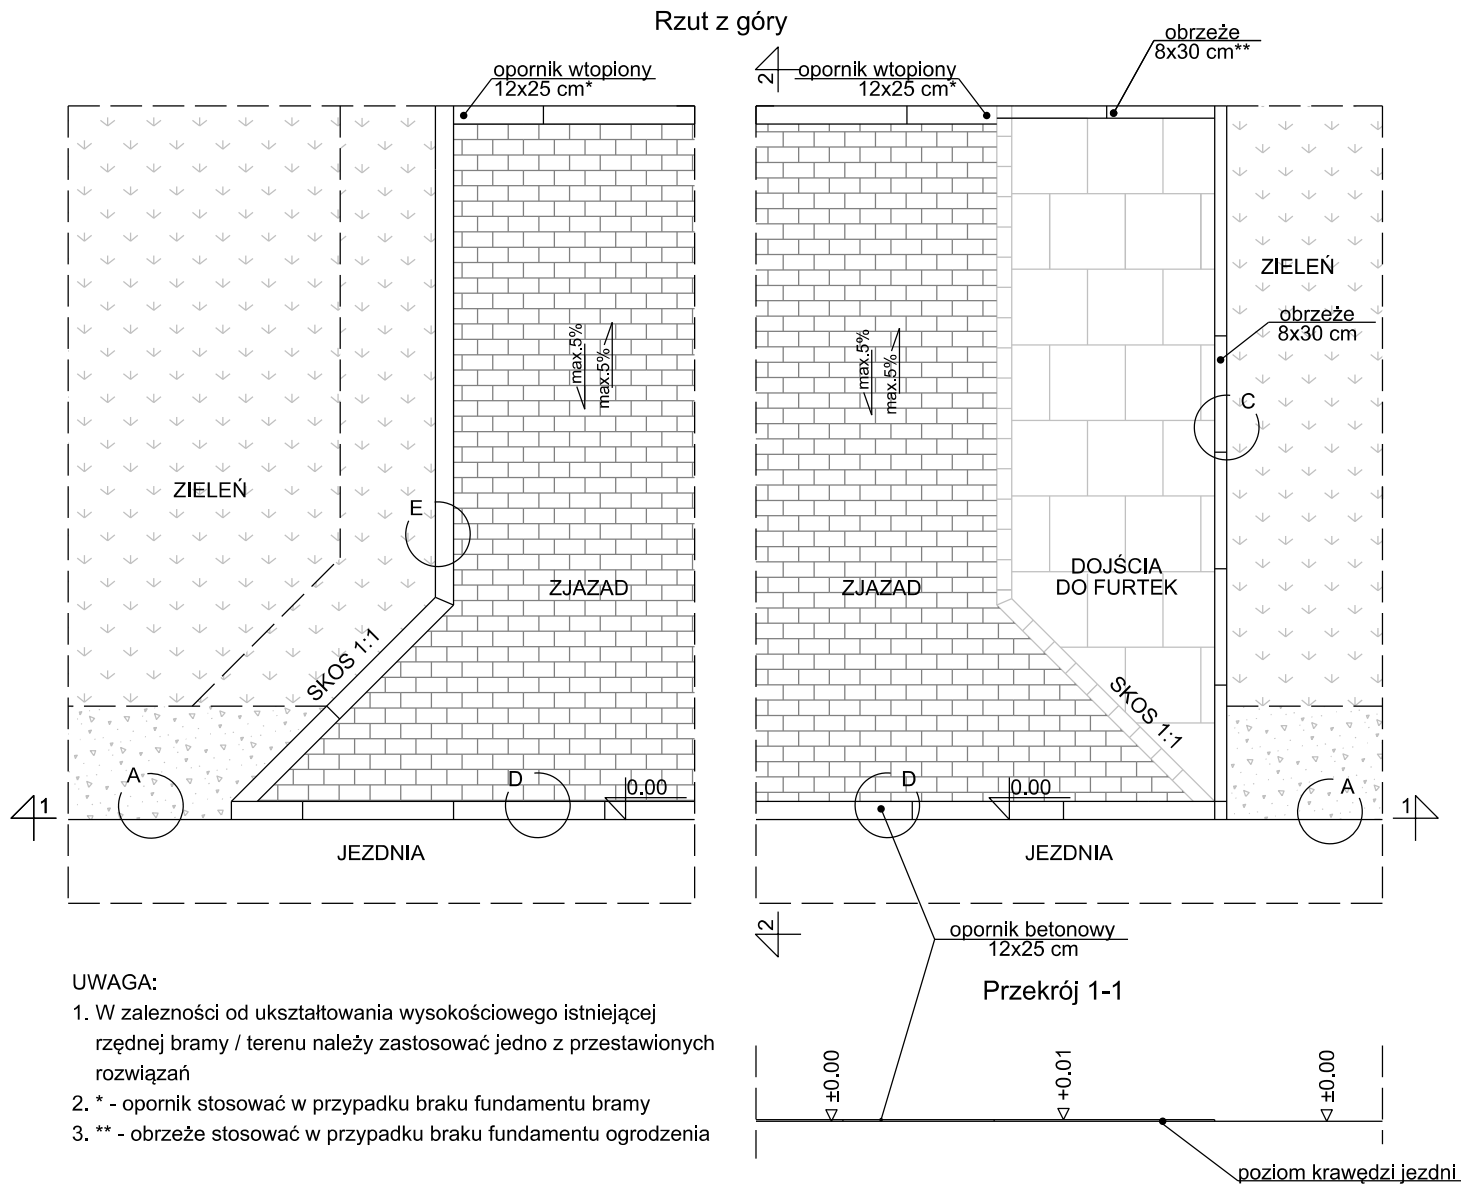 Rzut z góry
opornik wtopiony
12x25 cm*
2
opornik wtopiony
12x25 cm*
obrzeże
8x30 cm**
ZIELEŃ
obrzeże
8x30 cm
max.5%
max.5%
max.5%
max.5%
C
ZIELEŃ
E
ZJAZAD
ZJAZAD
DOJŚCIA
DO FURTEK
SKOS 1:1
SKOS 1:1
A
D
0.00
D
0.00
A
1
1
JEZDNIA
JEZDNIA
2
opornik betonowy
12x25 cm
Przekrój 1-1
UWAGA:
1. W zalezności od ukształtowania wysokościowego istniejącej
rzędnej bramy / terenu należy zastosować jedno z przestawionych
rozwiązań
2. * - opornik stosować w przypadku braku fundamentu bramy
3. ** - obrzeże stosować w przypadku braku fundamentu ogrodzenia
±0.00
+0.01
±0.00
poziom krawędzi jezdni